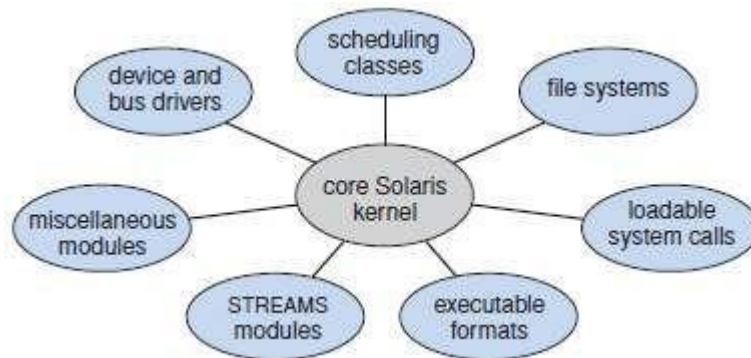 scheduling
classes
device and
bus drivers
file systems
core Solaris
kernel
miscellaneous
modules
loadable
system calls
STREAMS
modules
executable
formats